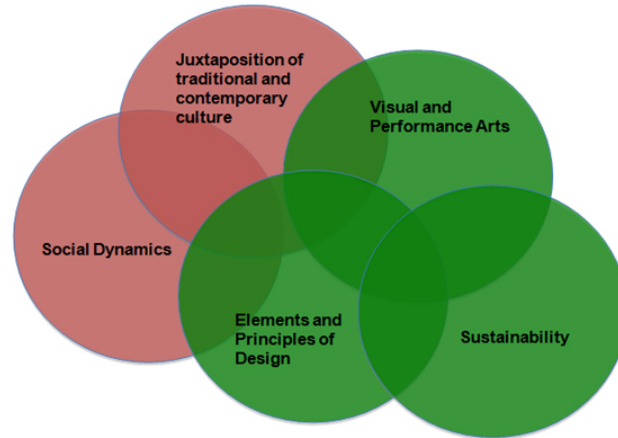 Juxtaposition of
traditional and
contemporary
culture
Visual and
Performance Arts
Social Dynamics
Elements and
Principles of
Design
Sustainability